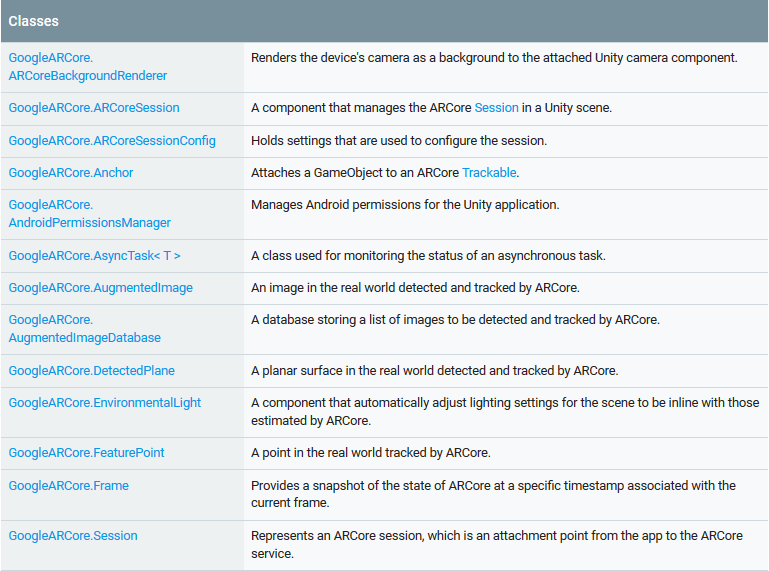 Classes
GoogleARCore.
ARCoreBackgroundRenderer
Renders the device's camera as a background to the attached Unity camera component.
GoogleARCore.ARCoreSession
A component that manages the ARCore Session in a Unity scene.
GoogleARCore.ARCoreSessionConfig
Holds settings that are used to configure the session.
GoogleARCore.Anchor
Attaches a GameObject to an ARCore Trackable.
GoogleARCore.
AndroidPermissionsManager
Manages Android permissions for the Unity application.
GoogleARCore.AsyncTask< T >
A class used for monitoring the status of an asynchronous task.
GoogleARCore.AugmentedImage
An image in the real world detected and tracked by ARCore.
GoogleARCore.
AugmentedImageDatabase
A database storing a list of images to be detected and tracked by ARCore.
GoogleARCore.DetectedPlane
A planar surface in the real world detected and tracked by ARCore.
GoogleARCore.EnvironmentalLight
A component that automatically adjust lighting settings for the scene to be inline with those
estimated by ARCore.
GoogleARCore.FeaturePoint
A point in the real world tracked by ARCore.
GoogleARCore.Frame
Provides a snapshot of the state of ARCore at a specific timestamp associated with the
current frame.
GoogleARCore.Session
Represents an ARCore session, which is an attachment point from the app to the ARCore
service.